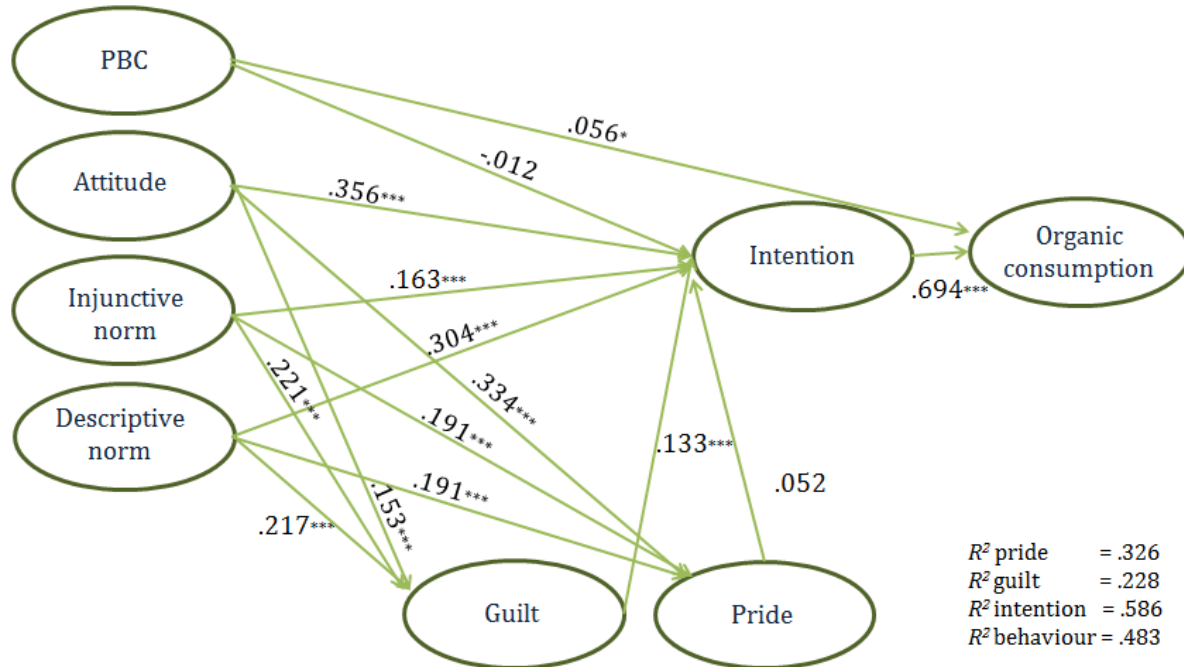 PBC
.056*
-.012
Attitude
.356***
Intention
Organic
consumption
.694***
Injunctive
norm
.163***
.304***
.221***
.334***
.191***
Descriptive
norm
.133***
.052
.191***
.153***
.217***
Guilt
Pride
R² pride = .326
R² guilt = .228
R² intention = .586
R² behaviour = .483